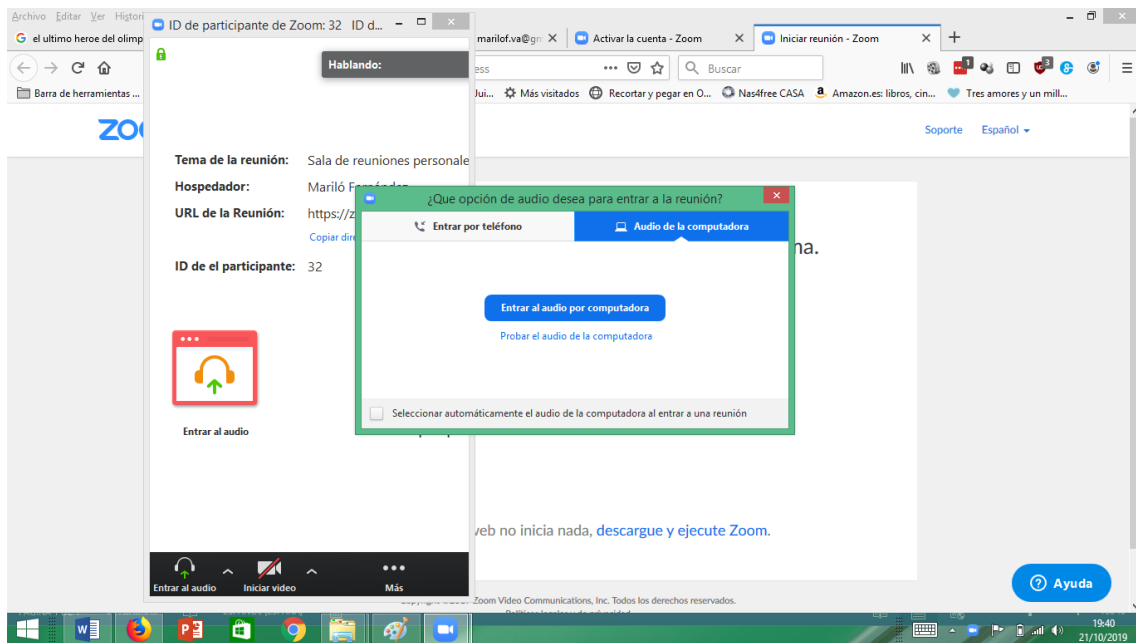 Archivo Editar Ver Histori
ID de participante de Zoom: 32 ID d...
el ultimo heroe del olimp
marilof.va@gm
Activar la cuenta - Zoom
Iniciar reunión - Zoom
Hablando:
Buscar
Barra de herramientas ...
Más visitados
Recortar y pegar en O...
Nas4free CASA
Amazon.es: libros, cin...
Tres amores y un mill...
Soporte
Español
Tema de la reunión: Sala de reuniones personale
Hospedador: Mariló Fernández
URL de la Reunión: https://z
Copiar dire
ID de el participante: 32
¿Que opción de audio desea para entrar a la reunión?
Entrar por teléfono
Audio de la computadora
na.
Entrar al audio por computadora
Probar el audio de la computadora
Seleccionar automáticamente el audio de la computadora al entrar a una reunión
Entrar al audio
web no inicia nada, descargue y ejecute Zoom.
Entrar al audio
Iniciar video
Más
Ayuda
Zoom Video Communications, Inc. Todos los derechos reservados.
19:40
21/10/2019